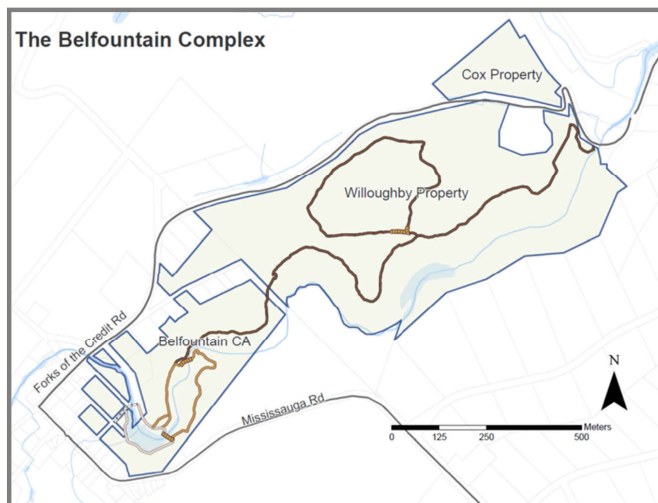 The Belfountain Complex
Cox Property
Willoughby Property
Forks of the Credit Rd
Belfountain CA
Mississauga Rd
N
Meters
0 125 250 500